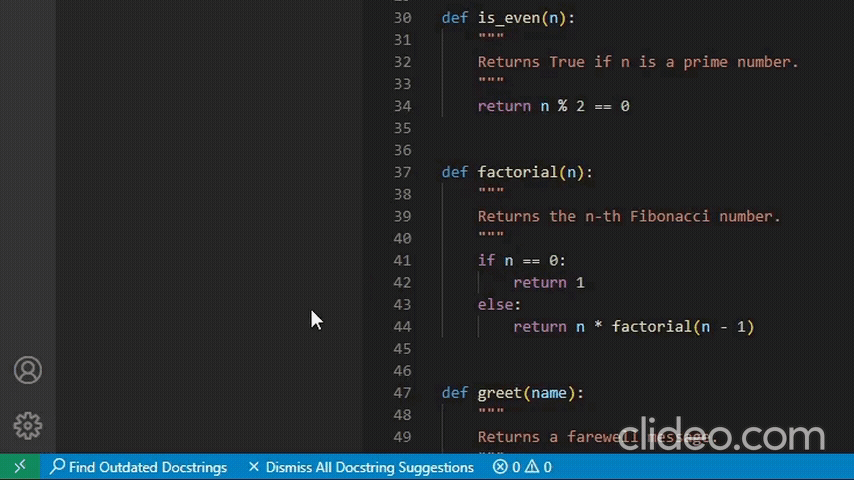 30 def is_even(n):
31 """
32 Returns True if n is a prime number.
33 """
34 return n % 2 == 0
35
36
37 def factorial(n):
38 """
39 Returns the n-th Fibonacci number.
40 """
41 if n == 0:
42 return 1
43 else:
44 return n * factorial(n - 1)
45
46
47 def greet(name):
48 """
49 Returns a farewell message.
clideo.com
Find Outdated Docstrings Dismiss All Docstring Suggestions 0 0